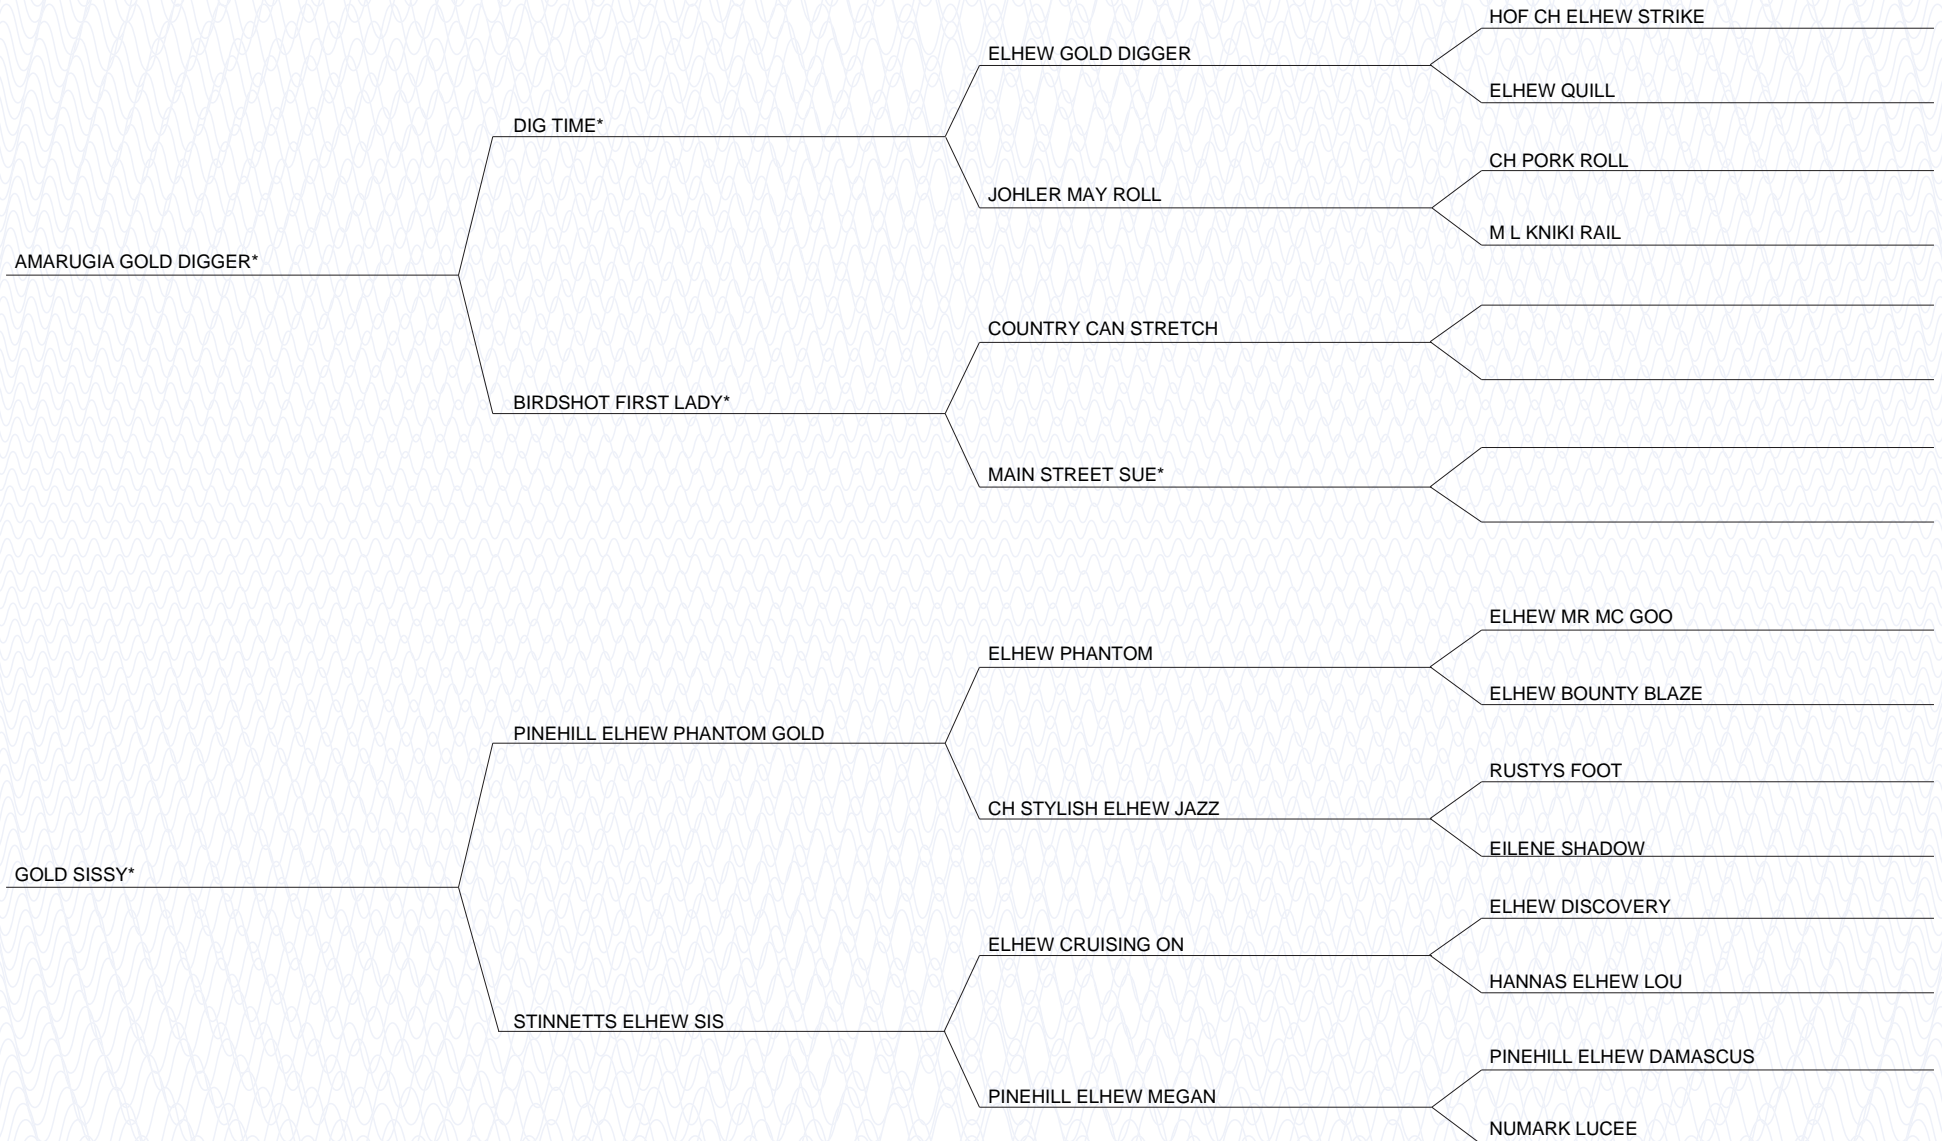 HOF CH ELHEW STRIKE
ELHEW GOLD DIGGER
ELHEW QUILL
DIG TIME*
CH PORK ROLL
JOHLER MAY ROLL
M L KNIKI RAIL
AMARUGIA GOLD DIGGER*
COUNTRY CAN STRETCH
BIRDSHOT FIRST LADY*
MAIN STREET SUE*
ELHEW MR MC GOO
ELHEW PHANTOM
ELHEW BOUNTY BLAZE
PINEHILL ELHEW PHANTOM GOLD
RUSTYS FOOT
CH STYLISH ELHEW JAZZ
EILENE SHADOW
GOLD SISSY*
ELHEW DISCOVERY
ELHEW CRUISING ON
HANNAS ELHEW LOU
STINNETTS ELHEW SIS
PINEHILL ELHEW DAMASCUS
PINEHILL ELHEW MEGAN
NUMARK LUCEE